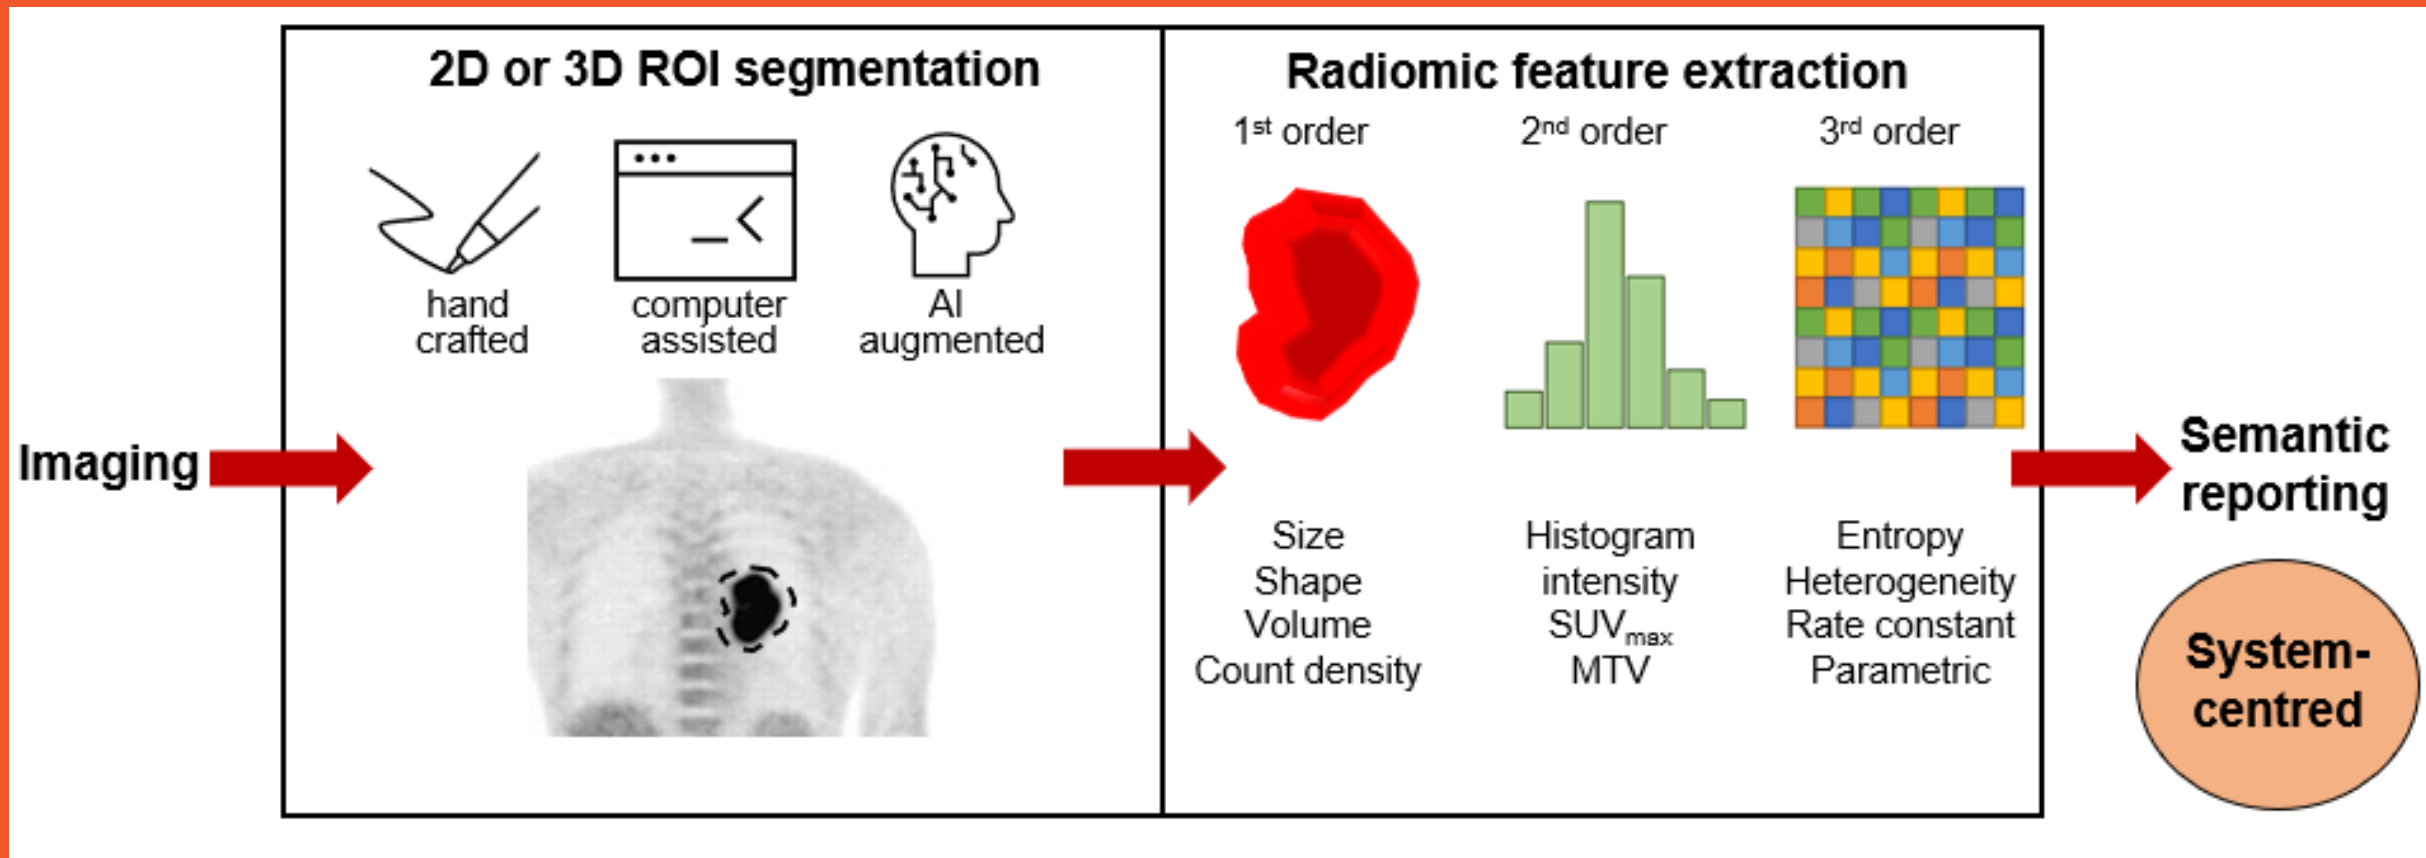 Imaging
2D or 3D ROI segmentation
hand
crafted
computer
assisted
AI
augmented
Radiomic feature extraction
1st order
2nd order
3rd order
Size
Shape
Volume
Count density
Histogram
intensity
SUVmax
MTV
Entropy
Heterogeneity
Rate constant
Parametric
Semantic
reporting
System-
centred